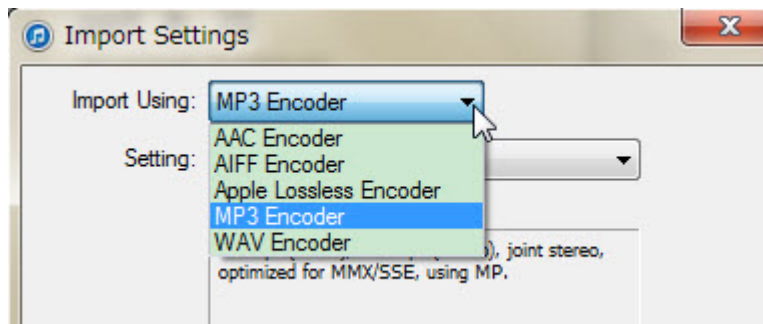 Import Settings
Import Using: MP3 Encoder
AAC Encoder
Setting:
AIFF Encoder
Apple Lossless Encoder
MP3 Encoder
WAV Encoder
joint stereo,
optimized for MMX/SSE, using MP.